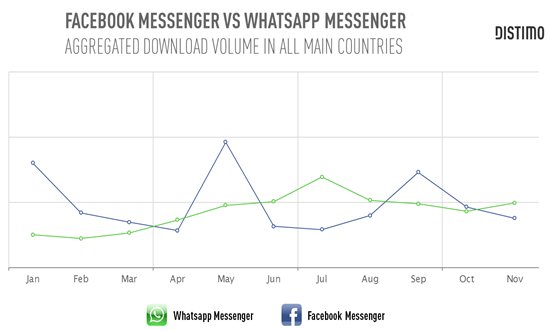 FACEBOOK MESSENGER VS WHATSAPP MESSENGER
AGGREGATED DOWNLOAD VOLUME IN ALL MAIN COUNTRIES
DISTIMO
Jan Feb Mar Apr May Jun Jul Aug Sep Oct Nov
Whatsapp Messenger Facebook Messenger